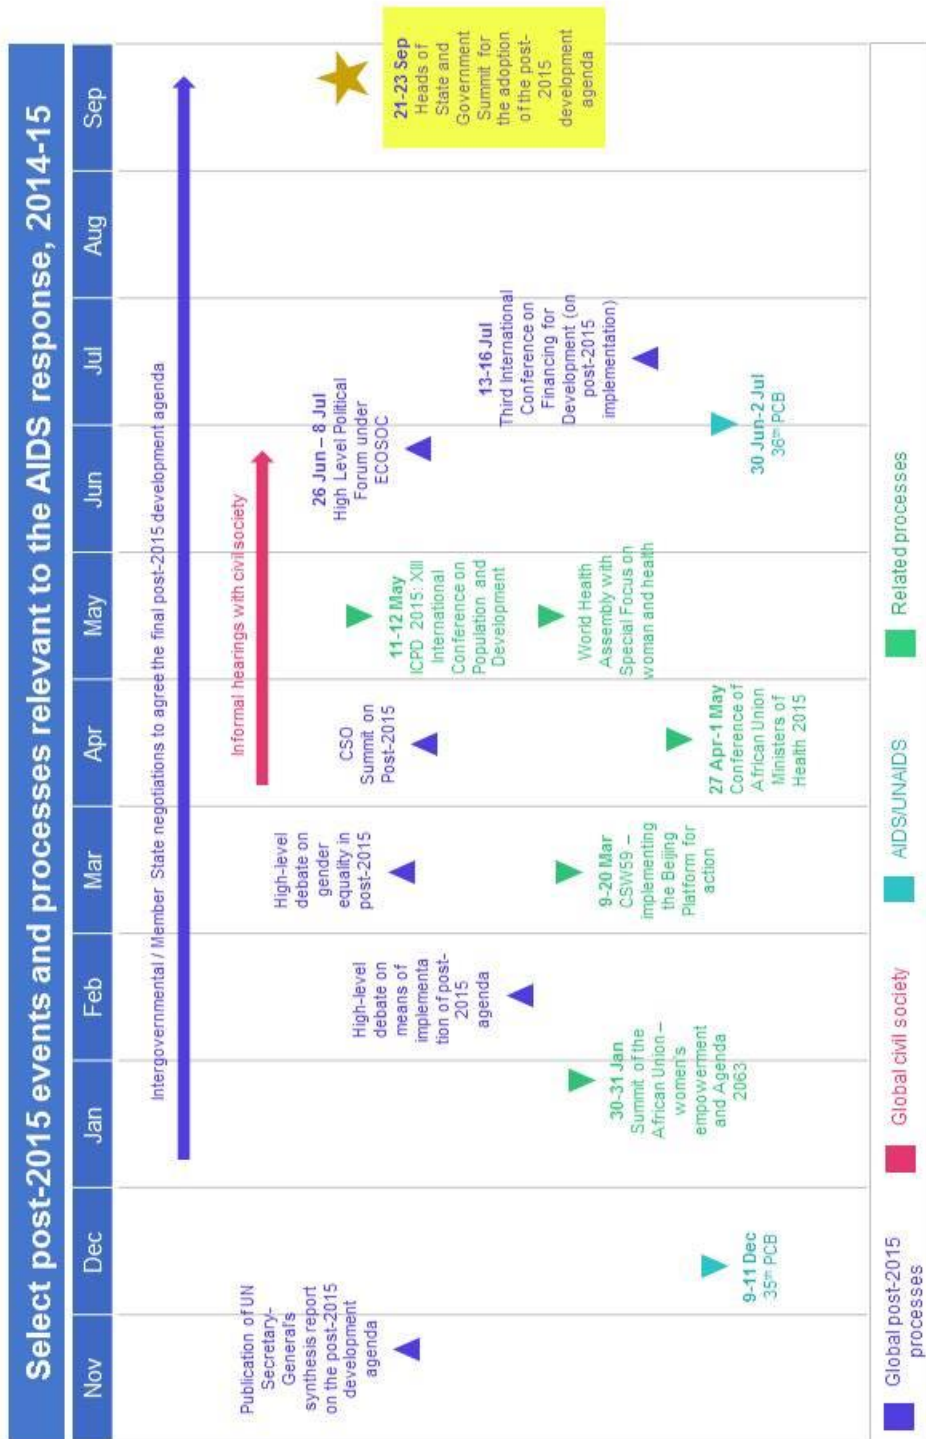 Select post-2015 events and processes relevant to the AIDS response, 2014-15
Nov
Dec
Jan
Feb
Mar
Apr
May
Jun
Jul
Aug
Sep
Intergovernmental / Member State negotiations to agree the final post-2015 development agenda
Informal hearings with civil society
Publication of UN
Secretary-
General's
synthesis report
on the post-2015
development
agenda
9-11 Dec
35th PCB
30-31 Jan
Summit of the
African Union –
women's
empowerment
and Agenda
2063
High-level
debate on
means of
implementa
tion of post-
2015
agenda
High-level
debate on
gender
equality in
post-2015
9-20 Mar
CSW59 –
implementing
the Beijing
Platform for
action
CSO
Summit on
Post-2015
27 Apr-1 May
Conference of
African Union
Ministers of
Health 2015
11-12 May
ICPD 2015: XIII
International
Conference on
Population and
Development
World Health
Assembly with
Special Focus on
woman and health
26 Jun – 8 Jul
High Level Political
Forum under
ECOSOC
30 Jun-2 Jul
36th PCB
13-16 Jul
Third International
Conference on
Financing for
Development (on
post-2015
implementation)
21-23 Sep
Heads of
State and
Government
Summit for
the adoption
of the post-
2015
development
agenda
Global post-2015
processes
Global civil society
AIDS/UNAIDS
Related processes